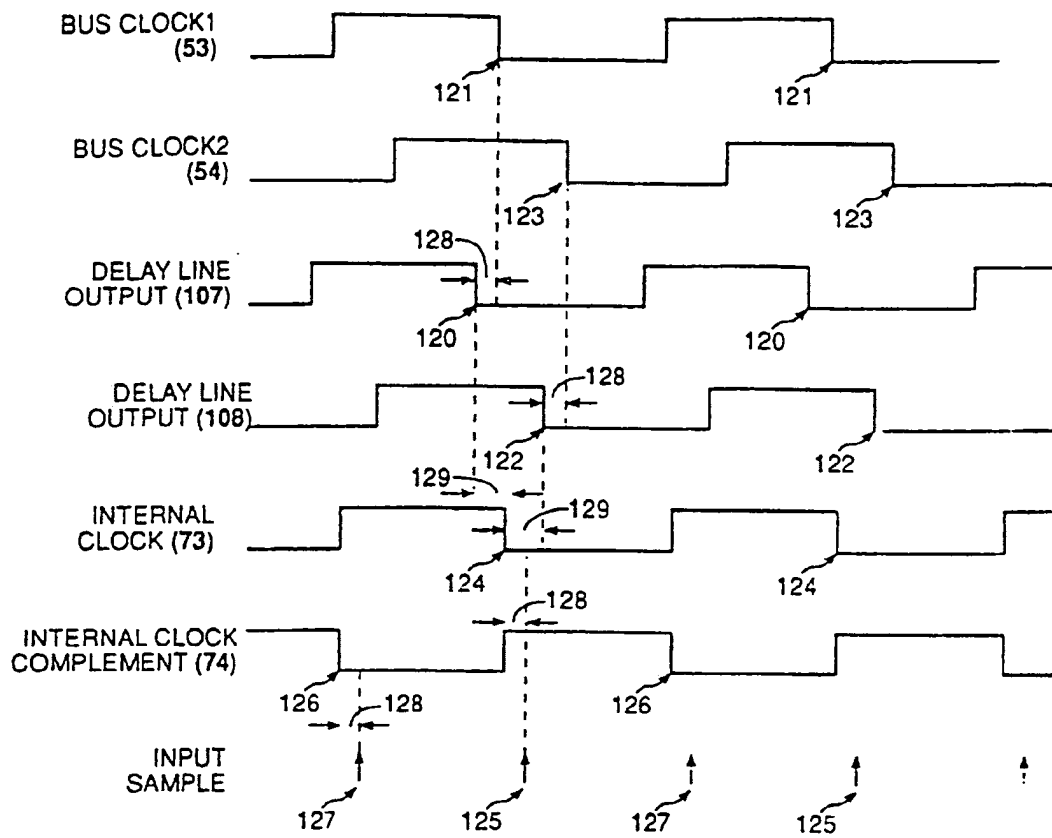 BUS CLOCK1
(53)
121
121
BUS CLOCK2
(54)
123
123
128
DELAY LINE
OUTPUT (107)
120
120
128
DELAY LINE
OUTPUT (108)
122
122
129
129
INTERNAL
CLOCK (73)
124
124
128
INTERNAL CLOCK
COMPLEMENT (74)
126
126
128
INPUT
SAMPLE
127
125
127
125